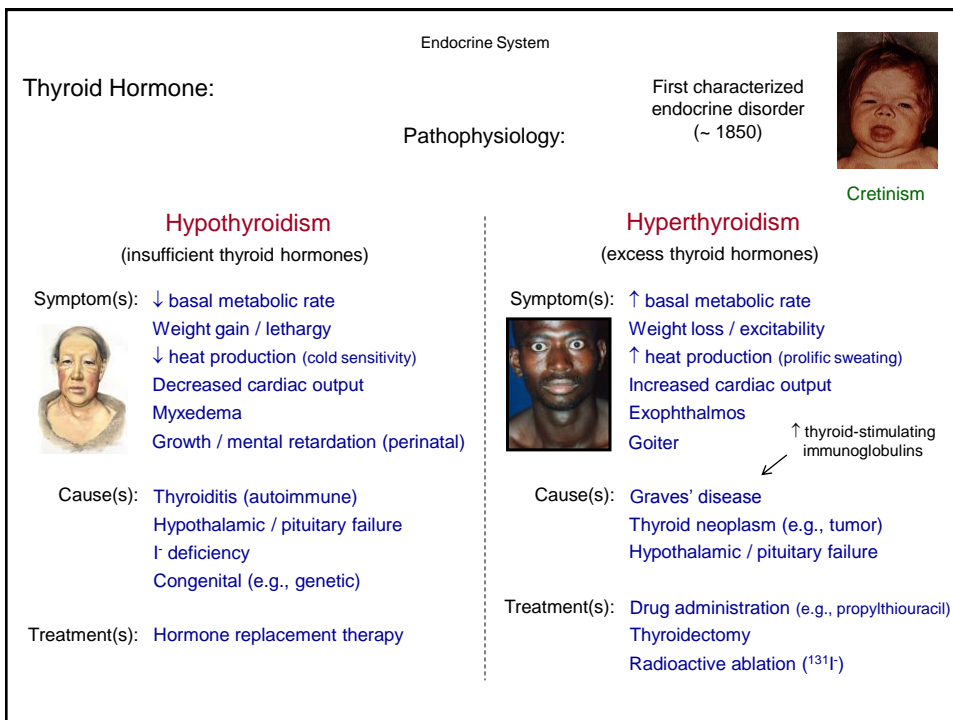 Endocrine System
Thyroid Hormone:
First characterized
endocrine disorder
(~ 1850)
Pathophysiology:
Cretinism
Hypothyroidism
(insufficient thyroid hormones)
Symptom(s): ↓ basal metabolic rate
Weight gain / lethargy
↓ heat production (cold sensitivity)
Decreased cardiac output
Myxedema
Growth / mental retardation (perinatal)
Cause(s): Thyroiditis (autoimmune)
Hypothalamic / pituitary failure
I⁻ deficiency
Congenital (e.g., genetic)
Treatment(s): Hormone replacement therapy
Hyperthyroidism
(excess thyroid hormones)
Symptom(s): ↑ basal metabolic rate
Weight loss / excitability
↑ heat production (prolific sweating)
Increased cardiac output
Exophthalmos
Goiter
↑ thyroid-stimulating
immunoglobulins
Cause(s): Graves’ disease
Thyroid neoplasm (e.g., tumor)
Hypothalamic / pituitary failure
Treatment(s): Drug administration (e.g., propylthiouracil)
Thyroidectomy
Radioactive ablation (¹³¹I⁻)